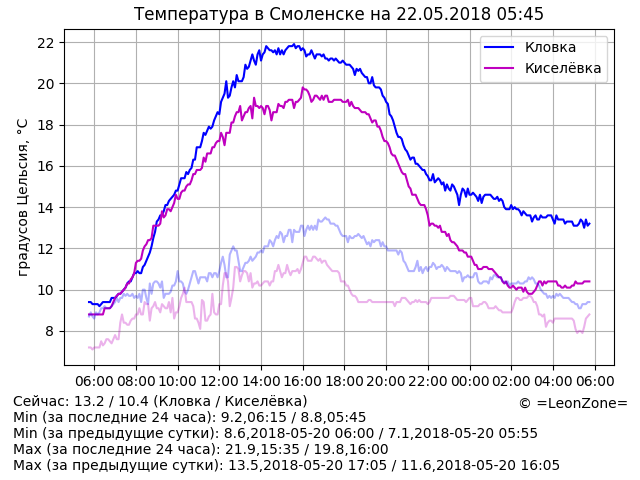 Температура в Смоленске на 22.05.2018 05:45
градусов Цельсия, °C
22
20
18
16
14
12
10
8
Кловка
Киселёвка
06:00 08:00 10:00 12:00 14:00 16:00 18:00 20:00 22:00 00:00 02:00 04:00 06:00
Сейчас: 13.2 / 10.4 (Кловка / Киселёвка)
© =LeonZone=
Min (за последние 24 часа): 9.2,06:15 / 8.8,05:45
Min (за предыдущие сутки): 8.6,2018-05-20 06:00 / 7.1,2018-05-20 05:55
Max (за последние 24 часа): 21.9,15:35 / 19.8,16:00
Max (за предыдущие сутки): 13.5,2018-05-20 17:05 / 11.6,2018-05-20 16:05